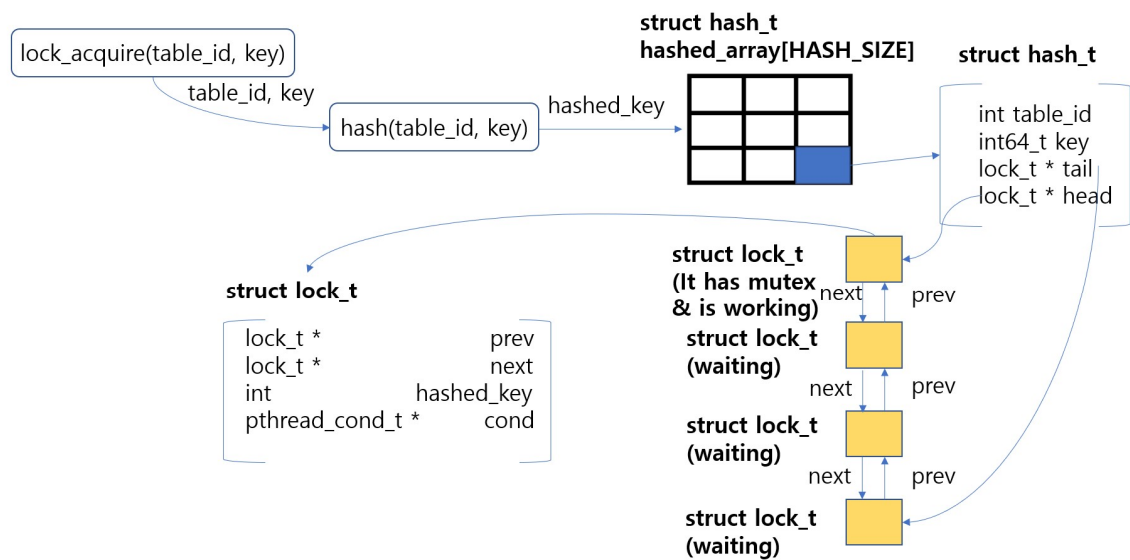 lock_acquire(table_id, key)
table_id, key
hash(table_id, key)
hashed_key
struct hash_t
hashed_array[HASH_SIZE]
struct hash_t
int table_id
int64_t key
lock_t * tail
lock_t * head
struct lock_t
(It has mutex
& is working)
next
prev
struct lock_t
(waiting)
next
prev
struct lock_t
(waiting)
next
prev
struct lock_t
(waiting)
struct lock_t
lock_t * prev
lock_t * next
int hashed_key
pthread_cond_t * cond